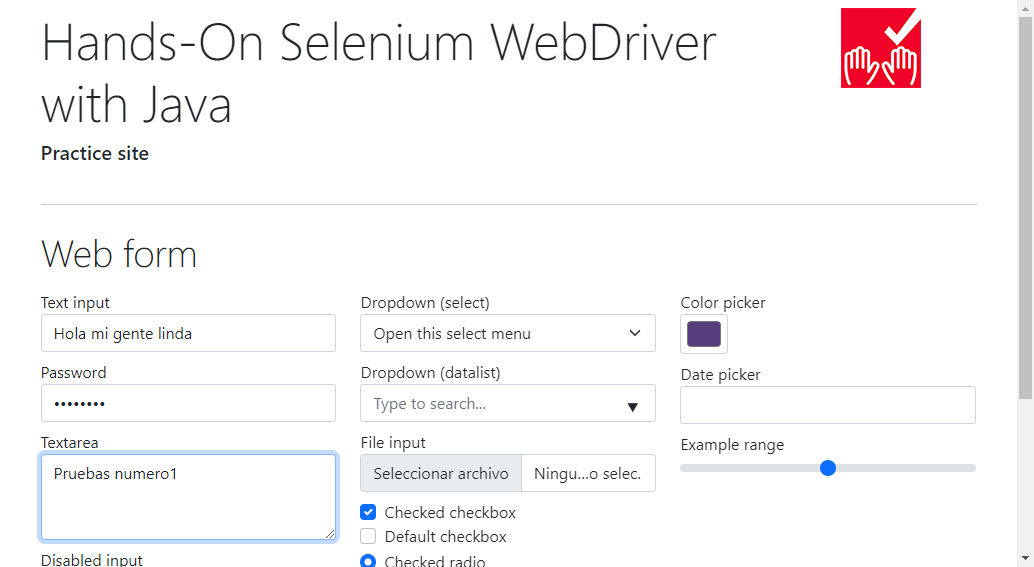 Hands-On Selenium WebDriver
with Java
Practice site
Web form
Text input
Hola mi gente linda
Password
••••••••
Textarea
Pruebas numero1
Disabled input
Dropdown (select)
Open this select menu
Dropdown (datalist)
Type to search...
File input
Seleccionar archivo Ningu...o selec.
Checked checkbox
Default checkbox
Checked radio
Color picker
Date picker
Example range